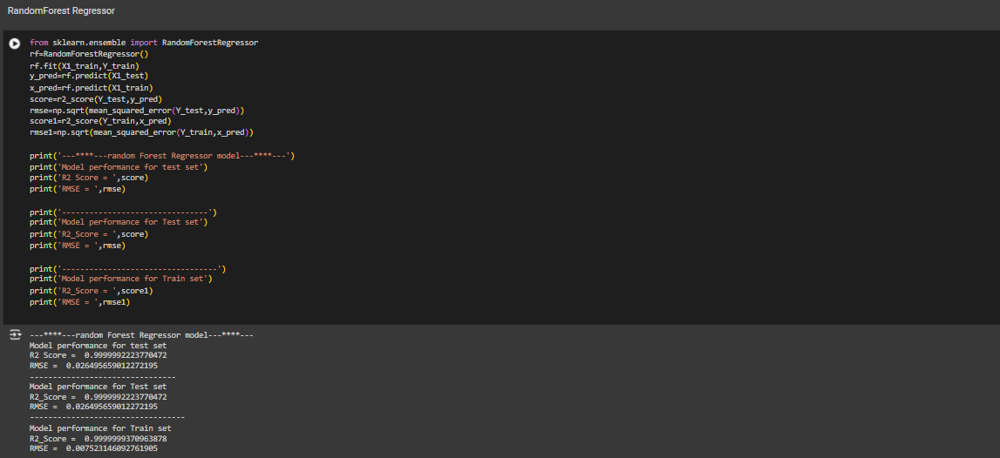 RandomForest Regressor
from sklearn.ensemble import RandomForestRegressor
rf=RandomForestRegressor()
rf.fit(X1_train,Y_train)
y_pred=rf.predict(X1_test)
x_pred=rf.predict(X1_train)
score=r2_score(Y_test,y_pred)
rmse=np.sqrt(mean_squared_error(Y_test,y_pred))
score1=r2_score(Y_train,x_pred)
rmse1=np.sqrt(mean_squared_error(Y_train,x_pred))
print('---****---random Forest Regressor model---****---')
print('Model performance for test set')
print('R2 Score = ',score)
print('RMSE = ',rmse)
print('--------------------------------')
print('Model performance for Test set')
print('R2_Score = ',score)
print('RMSE = ',rmse)
print('----------------------------------')
print('Model performance for Train set')
print('R2_Score = ',score1)
print('RMSE = ',rmse1)
---****---random Forest Regressor model---****---
Model performance for test set
R2 Score =  0.9999992223770472
RMSE =  0.026495659012272195
--------------------------------
Model performance for Test set
R2_Score =  0.9999992223770472
RMSE =  0.026495659012272195
----------------------------------
Model performance for Train set
R2_Score =  0.9999999370963878
RMSE =  0.007523146092761905